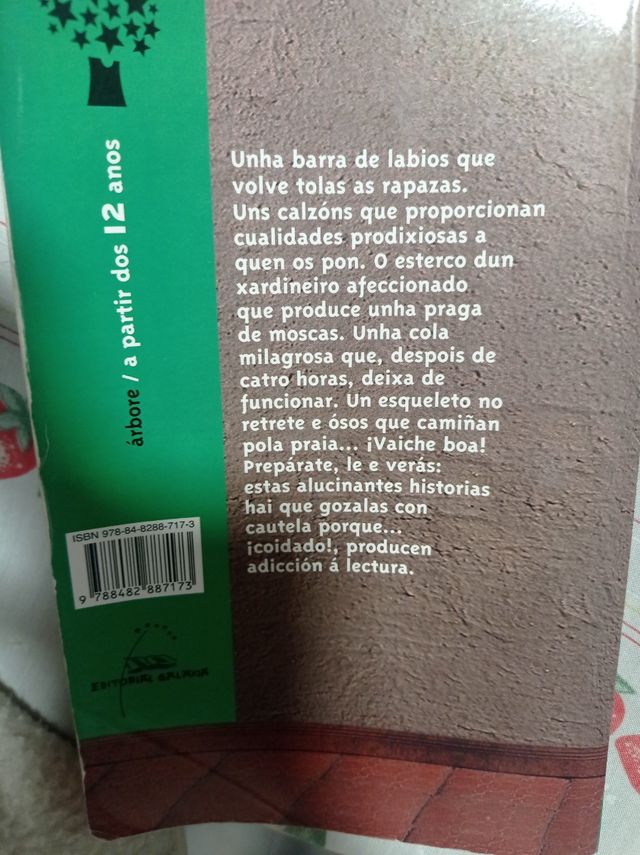 árbore / a partir dos 12 anos
Unha barra de labios que
volve tolas as rapazas.
Uns calzóns que proporcionan
cualidades prodixiosas a
quen os pon. O esterco dun
xardiñeiro afeccionado
que produce unha praga
de moscas. Unha cola
milagrosa que, despois de
catro horas, deixa de
funcionar. Un esqueleto no
retrete e ósos que camiñan
pola praia... ¡Vaiche boa!
Prepárate, le e verás:
estas alucinantes historias
hai que gozalas con
cautela porque...
¡coidado!, producen
adicción á lectura.
ISBN 978-84-8288-717-3
9 788482 887173
EDITORIAL GALAXIA